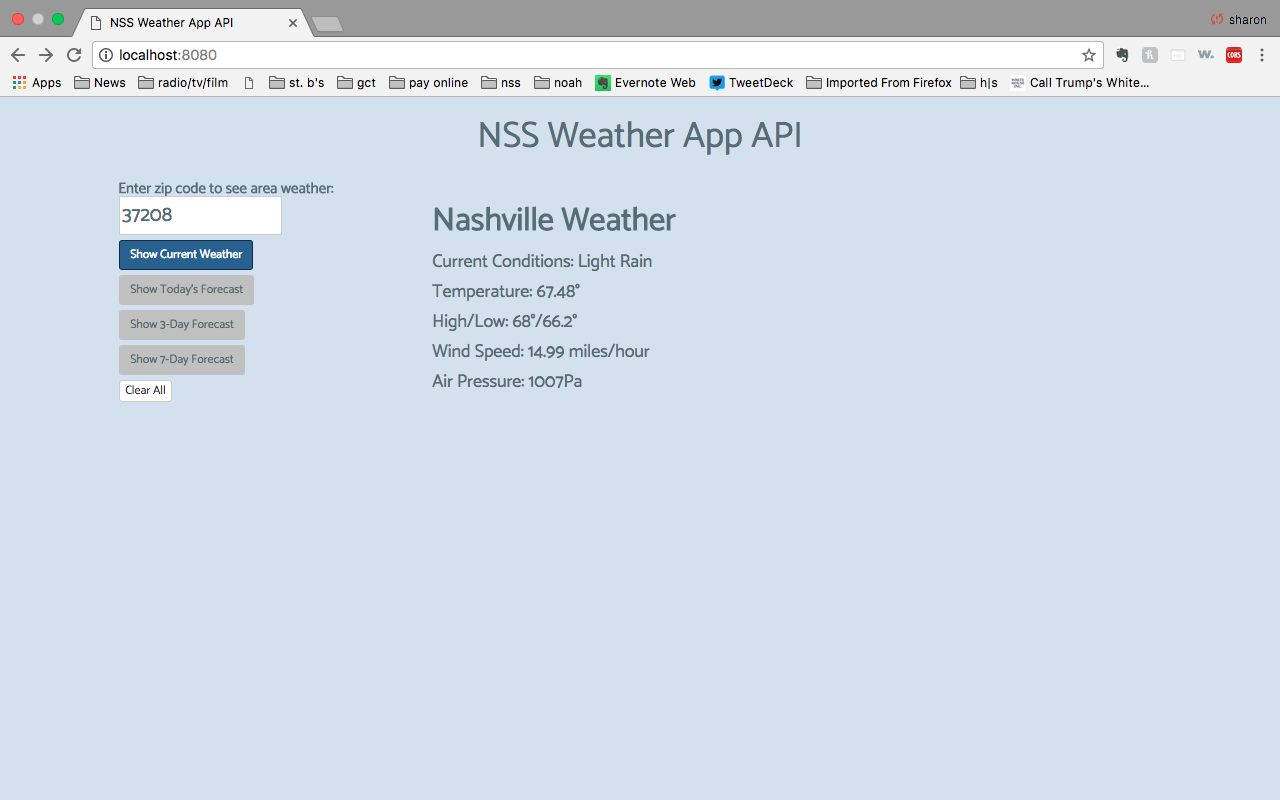 NSS Weather App API
sharon
localhost:8080
Apps News radio/tv/film st. b's gct pay online nss noah Evernote Web TweetDeck Imported From Firefox h|s Call Trump's White...
NSS Weather App API
Enter zip code to see area weather:
37208
Show Current Weather
Show Today's Forecast
Show 3-Day Forecast
Show 7-Day Forecast
Clear All
Nashville Weather
Current Conditions: Light Rain
Temperature: 67.48°
High/Low: 68°/66.2°
Wind Speed: 14.99 miles/hour
Air Pressure: 1007Pa